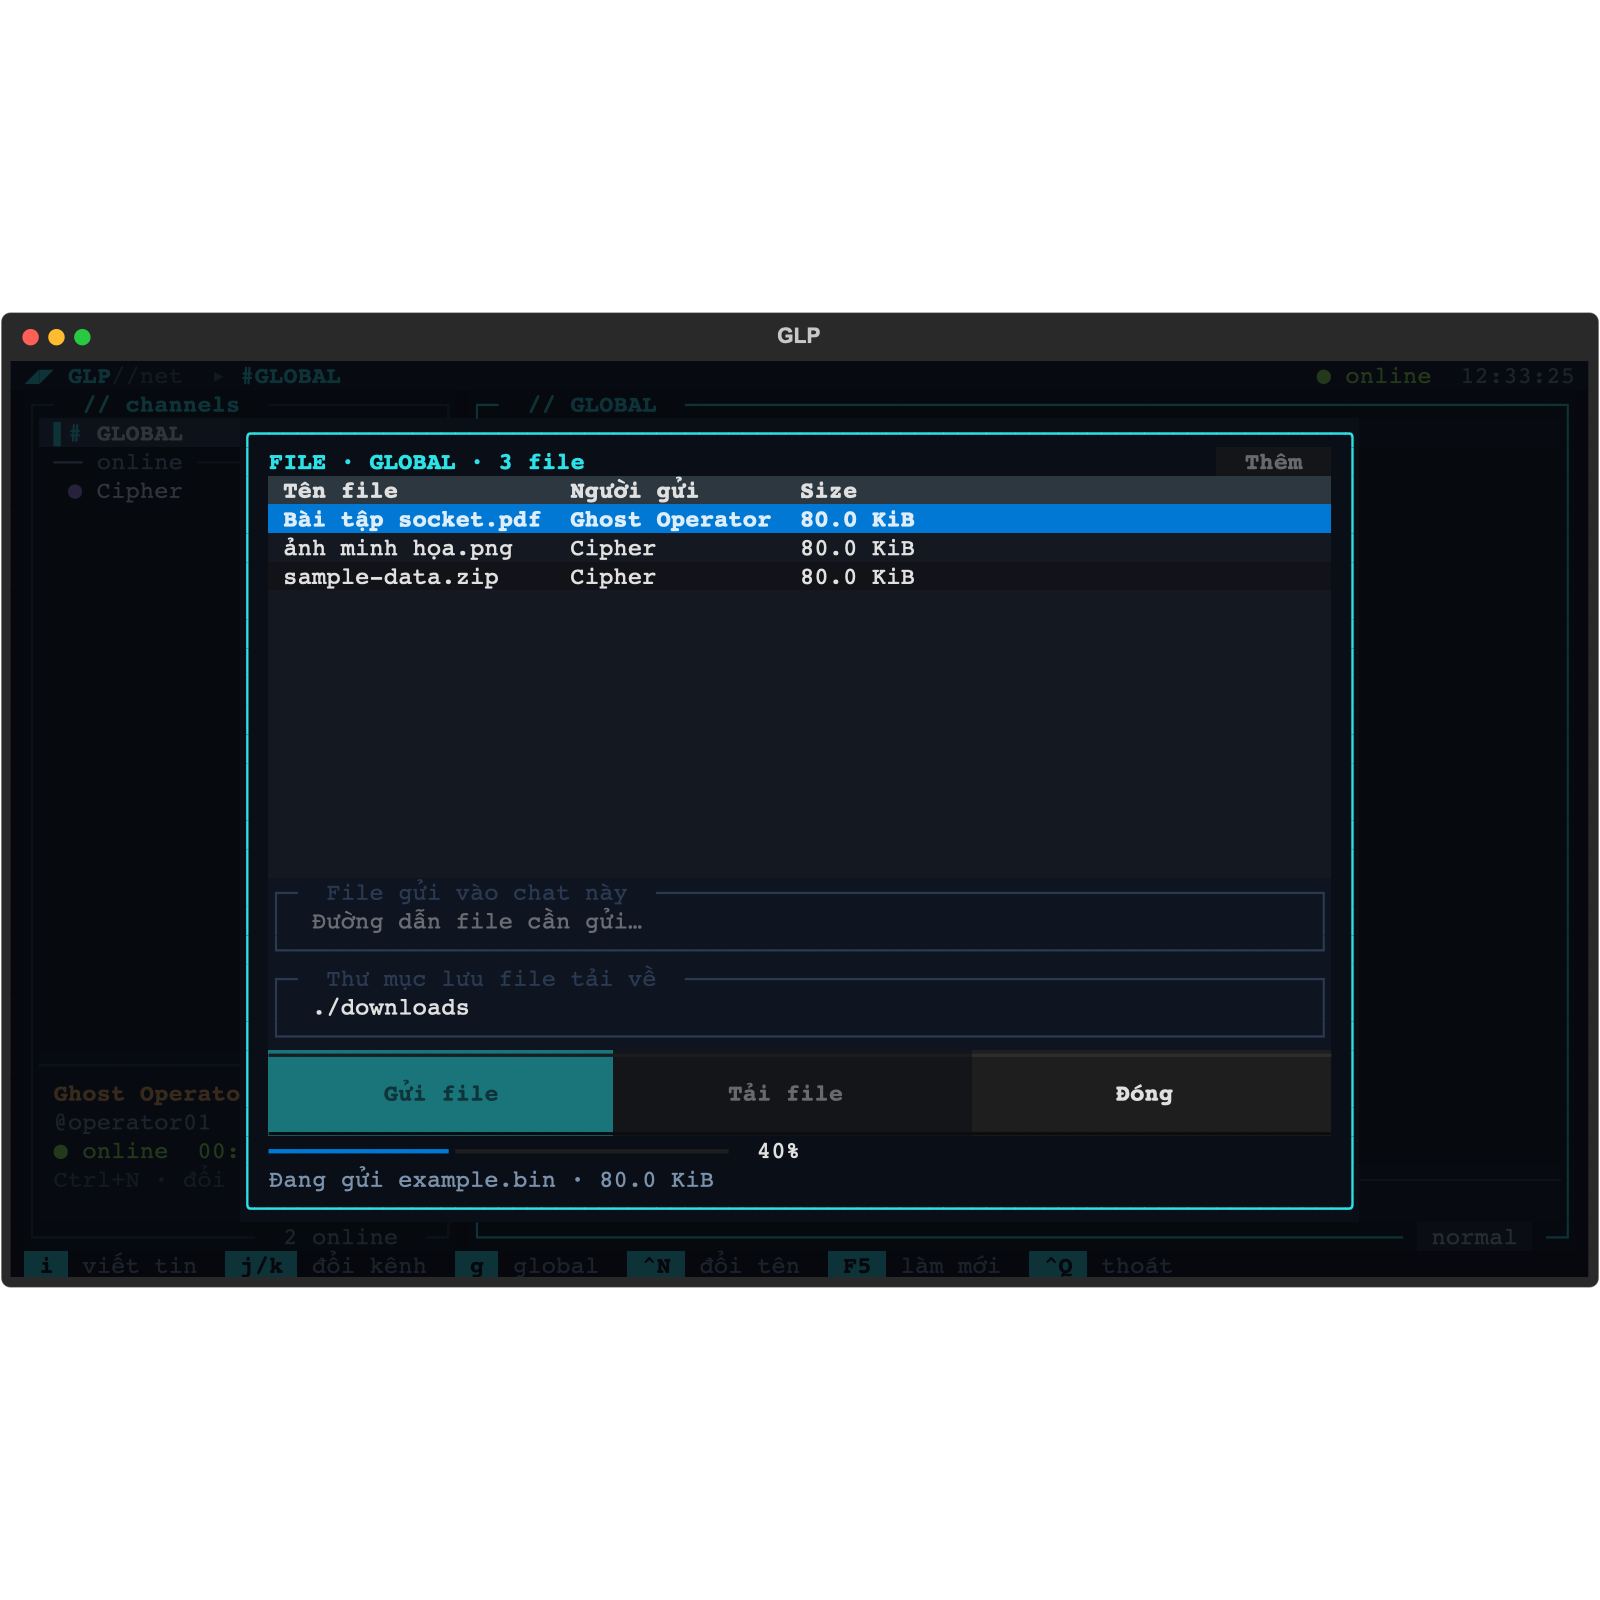 GLP
GLP//net ▸ #GLOBAL ● online 12:33:25
// channels // GLOBAL
# GLOBAL
online
● Cipher
FILE · GLOBAL · 3 file Thêm
Tên file Người gửi Size
Bài tập socket.pdf Ghost Operator 80.0 KiB
ảnh minh họa.png Cipher 80.0 KiB
sample-data.zip Cipher 80.0 KiB
File gửi vào chat này
Đường dẫn file cần gửi…
Thư mục lưu file tải về
./downloads
Gửi file Tải file Đóng
Ghost Operato
@operator01
● online 00:
Ctrl+N · đổi
40%
Đang gửi example.bin · 80.0 KiB
2 online normal
i viết tin j/k đổi kênh g global ^N đổi tên F5 làm mới ^Q thoát